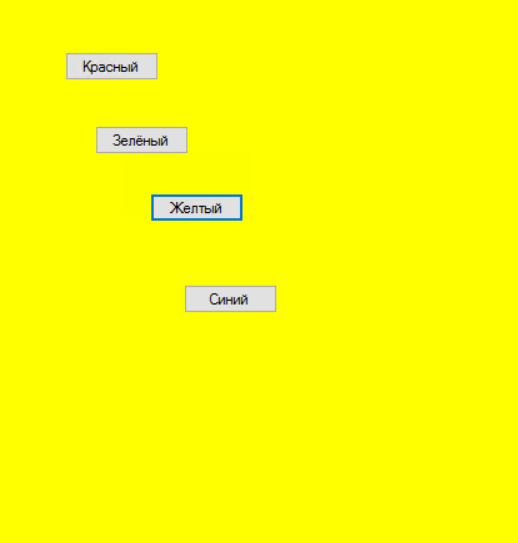 Красный
Зелёный
Желтый
Синий